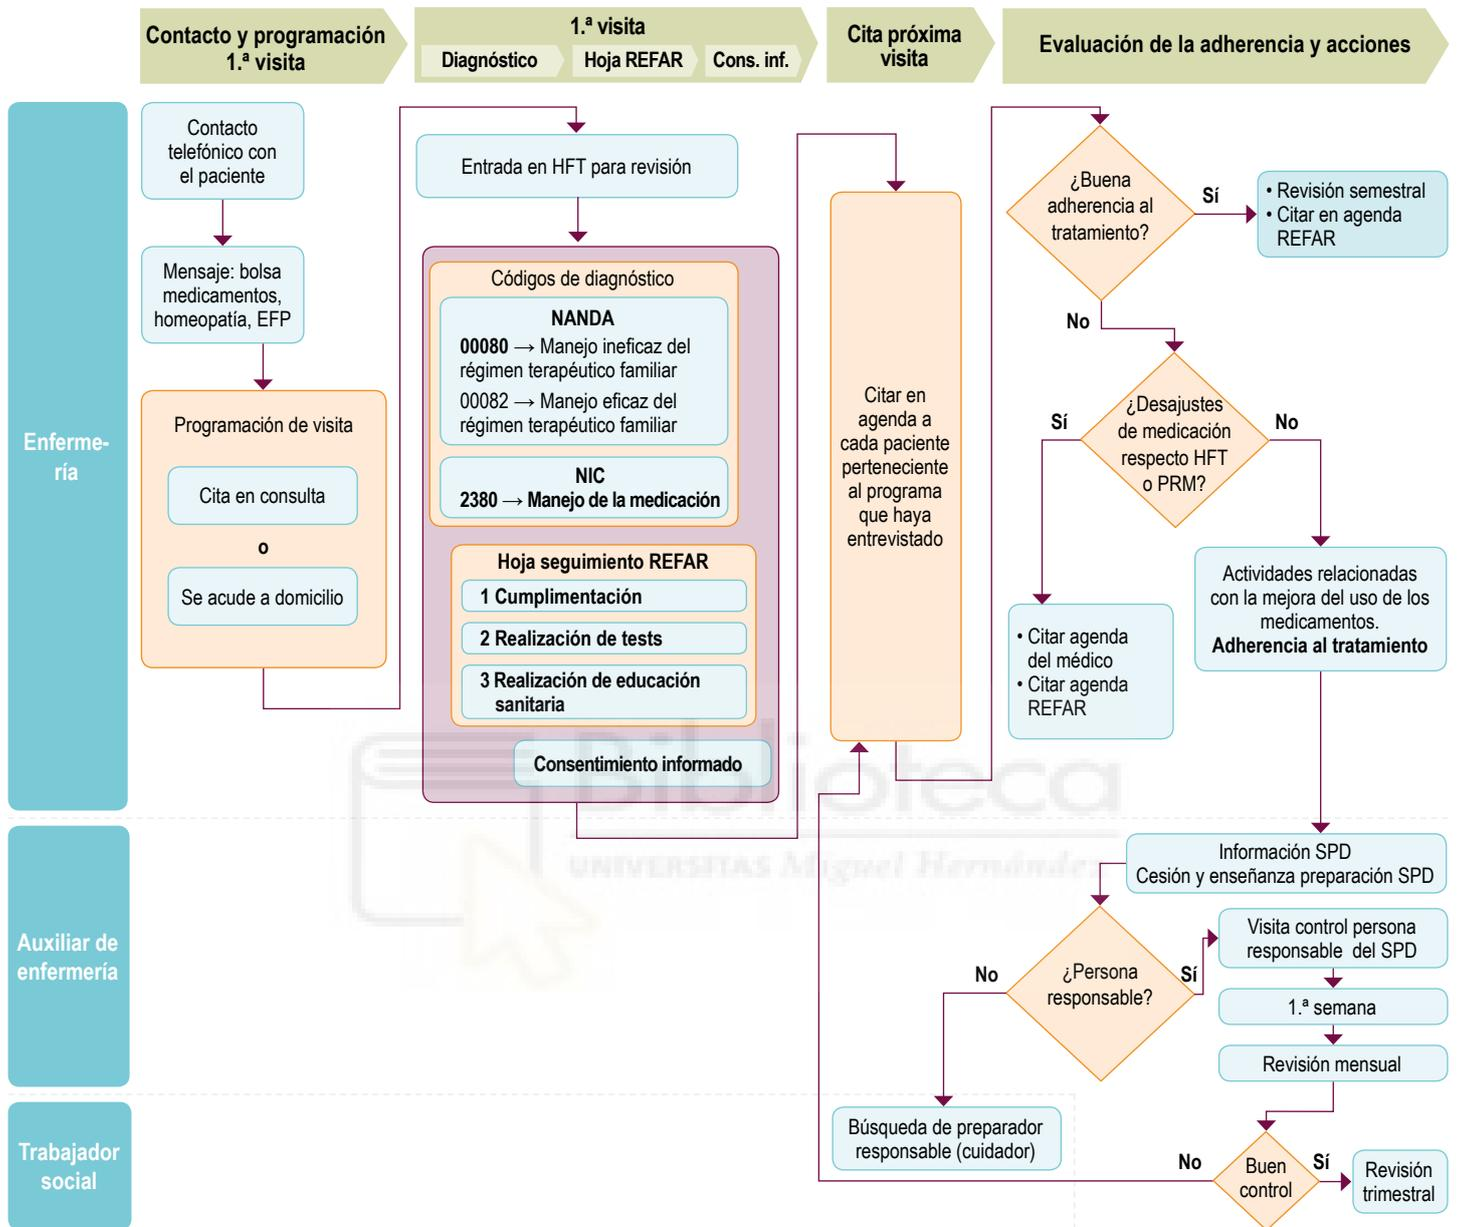 Contacto y programación
1.ª visita
1.ª visita
Diagnóstico
Hoja REFAR
Cons. inf.
Cita próxima
visita
Evaluación de la adherencia y acciones
Enferme-
ría
Contacto
telefónico con
el paciente
Mensaje: bolsa
medicamentos,
homeopatía, EFP
Programación de visita
Cita en consulta
o
Se acude a domicilio
Entrada en HFT para revisión
Códigos de diagnóstico
NANDA
00080 → Manejo ineficaz del
régimen terapéutico familiar
00082 → Manejo eficaz del
régimen terapéutico familiar
NIC
2380 → Manejo de la medicación
Hoja seguimiento REFAR
1 Cumplimentación
2 Realización de tests
3 Realización de educación
sanitaria
Consentimiento informado
Citar en
agenda a
cada paciente
perteneciente
al programa
que haya
entrevistado
¿Buena
adherencia al
tratamiento?
Sí
• Revisión semestral
• Citar en agenda
REFAR
No
¿Desajustes
de medicación
respecto HFT
o PRM?
Sí
No
• Citar agenda
del médico
• Citar agenda
REFAR
Actividades relacionadas
con la mejora del uso de los
medicamentos.
Adherencia al tratamiento
Biblioteca
UNIVERSITAS Miguel Hernández
Auxiliar de
enfermería
Información SPD
Cesión y enseñanza preparación SPD
¿Persona
responsable?
No
Sí
Visita control persona
responsable del SPD
1.ª semana
Revisión mensual
Trabajador
social
Búsqueda de preparador
responsable (cuidador)
No
Buen
control
Sí
Revisión
trimestral